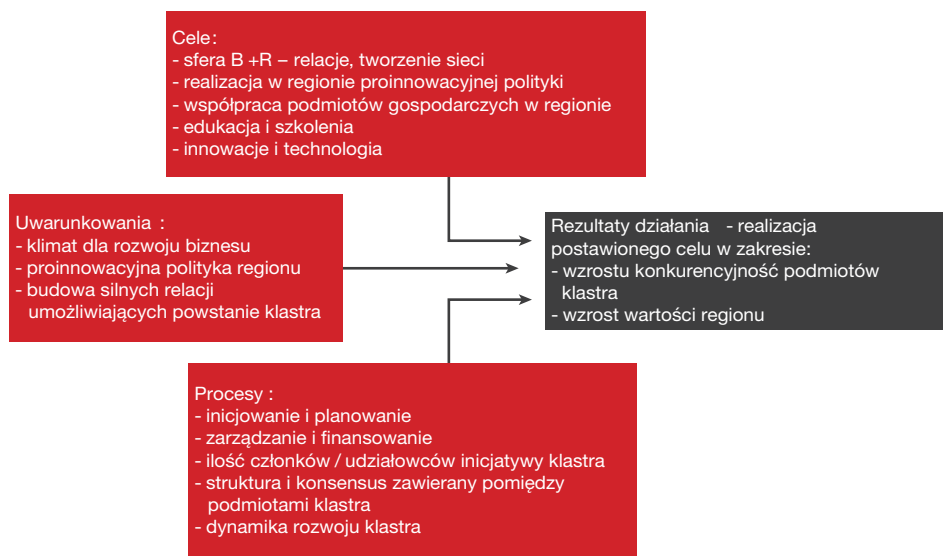 Cele:
- sfera B +R – relacje, tworzenie sieci
- realizacja w regionie proinnowacyjnej polityki
- współpraca podmiotów gospodarczych w regionie
- edukacja i szkolenia
- innowacje i technologia
Uwarunkowania :
- klimat dla rozwoju biznesu
- proinnowacyjna polityka regionu
- budowa silnych relacji
umożliwiających powstanie klastra
Rezultaty działania - realizacja
postawionego celu w zakresie:
- wzrostu konkurencyjność podmiotów
klastra
- wzrost wartości regionu
Procesy :
- inicjowanie i planowanie
- zarządzanie i finansowanie
- ilość członków / udziałowców inicjatywy klastra
- struktura i konsensus zawierany pomiędzy
podmiotami klastra
- dynamika rozwoju klastra